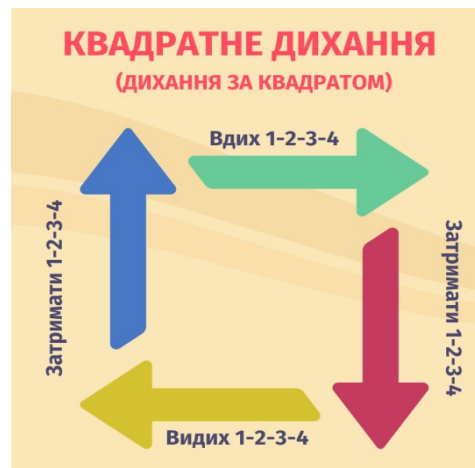 КВАДРАТНЕ ДИХАННЯ
(ДИХАННЯ ЗА КВАДРАТОМ)
Вдих 1-2-3-4
Затримати 1-2-3-4
Видих 1-2-3-4
Затримати 1-2-3-4